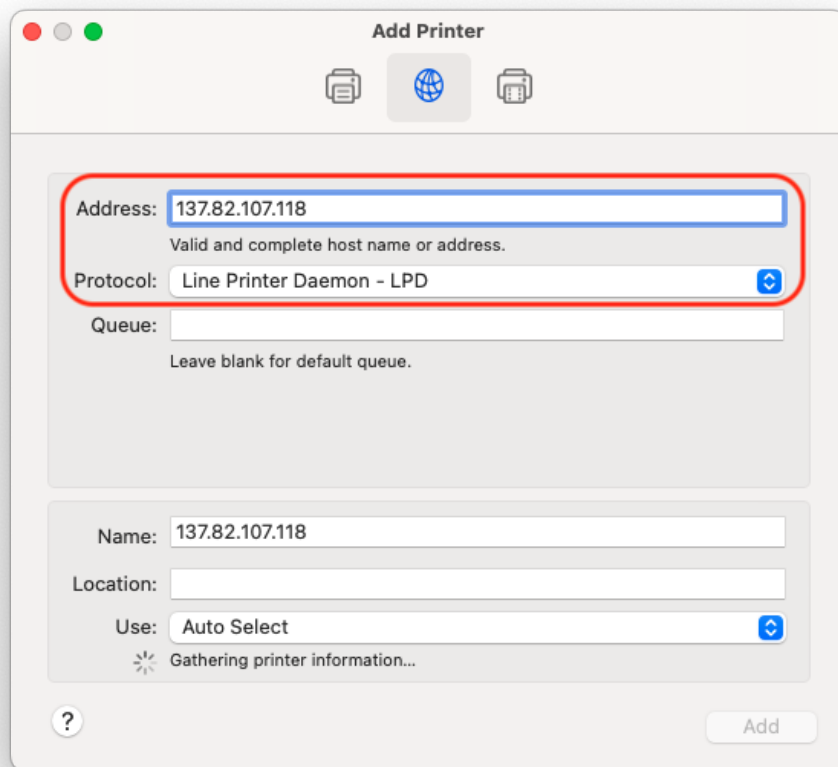 Add Printer
Address: 137.82.107.118
Valid and complete host name or address.
Protocol: Line Printer Daemon - LPD
Queue:
Leave blank for default queue.
Name: 137.82.107.118
Location:
Use: Auto Select
Gathering printer information...
? Add